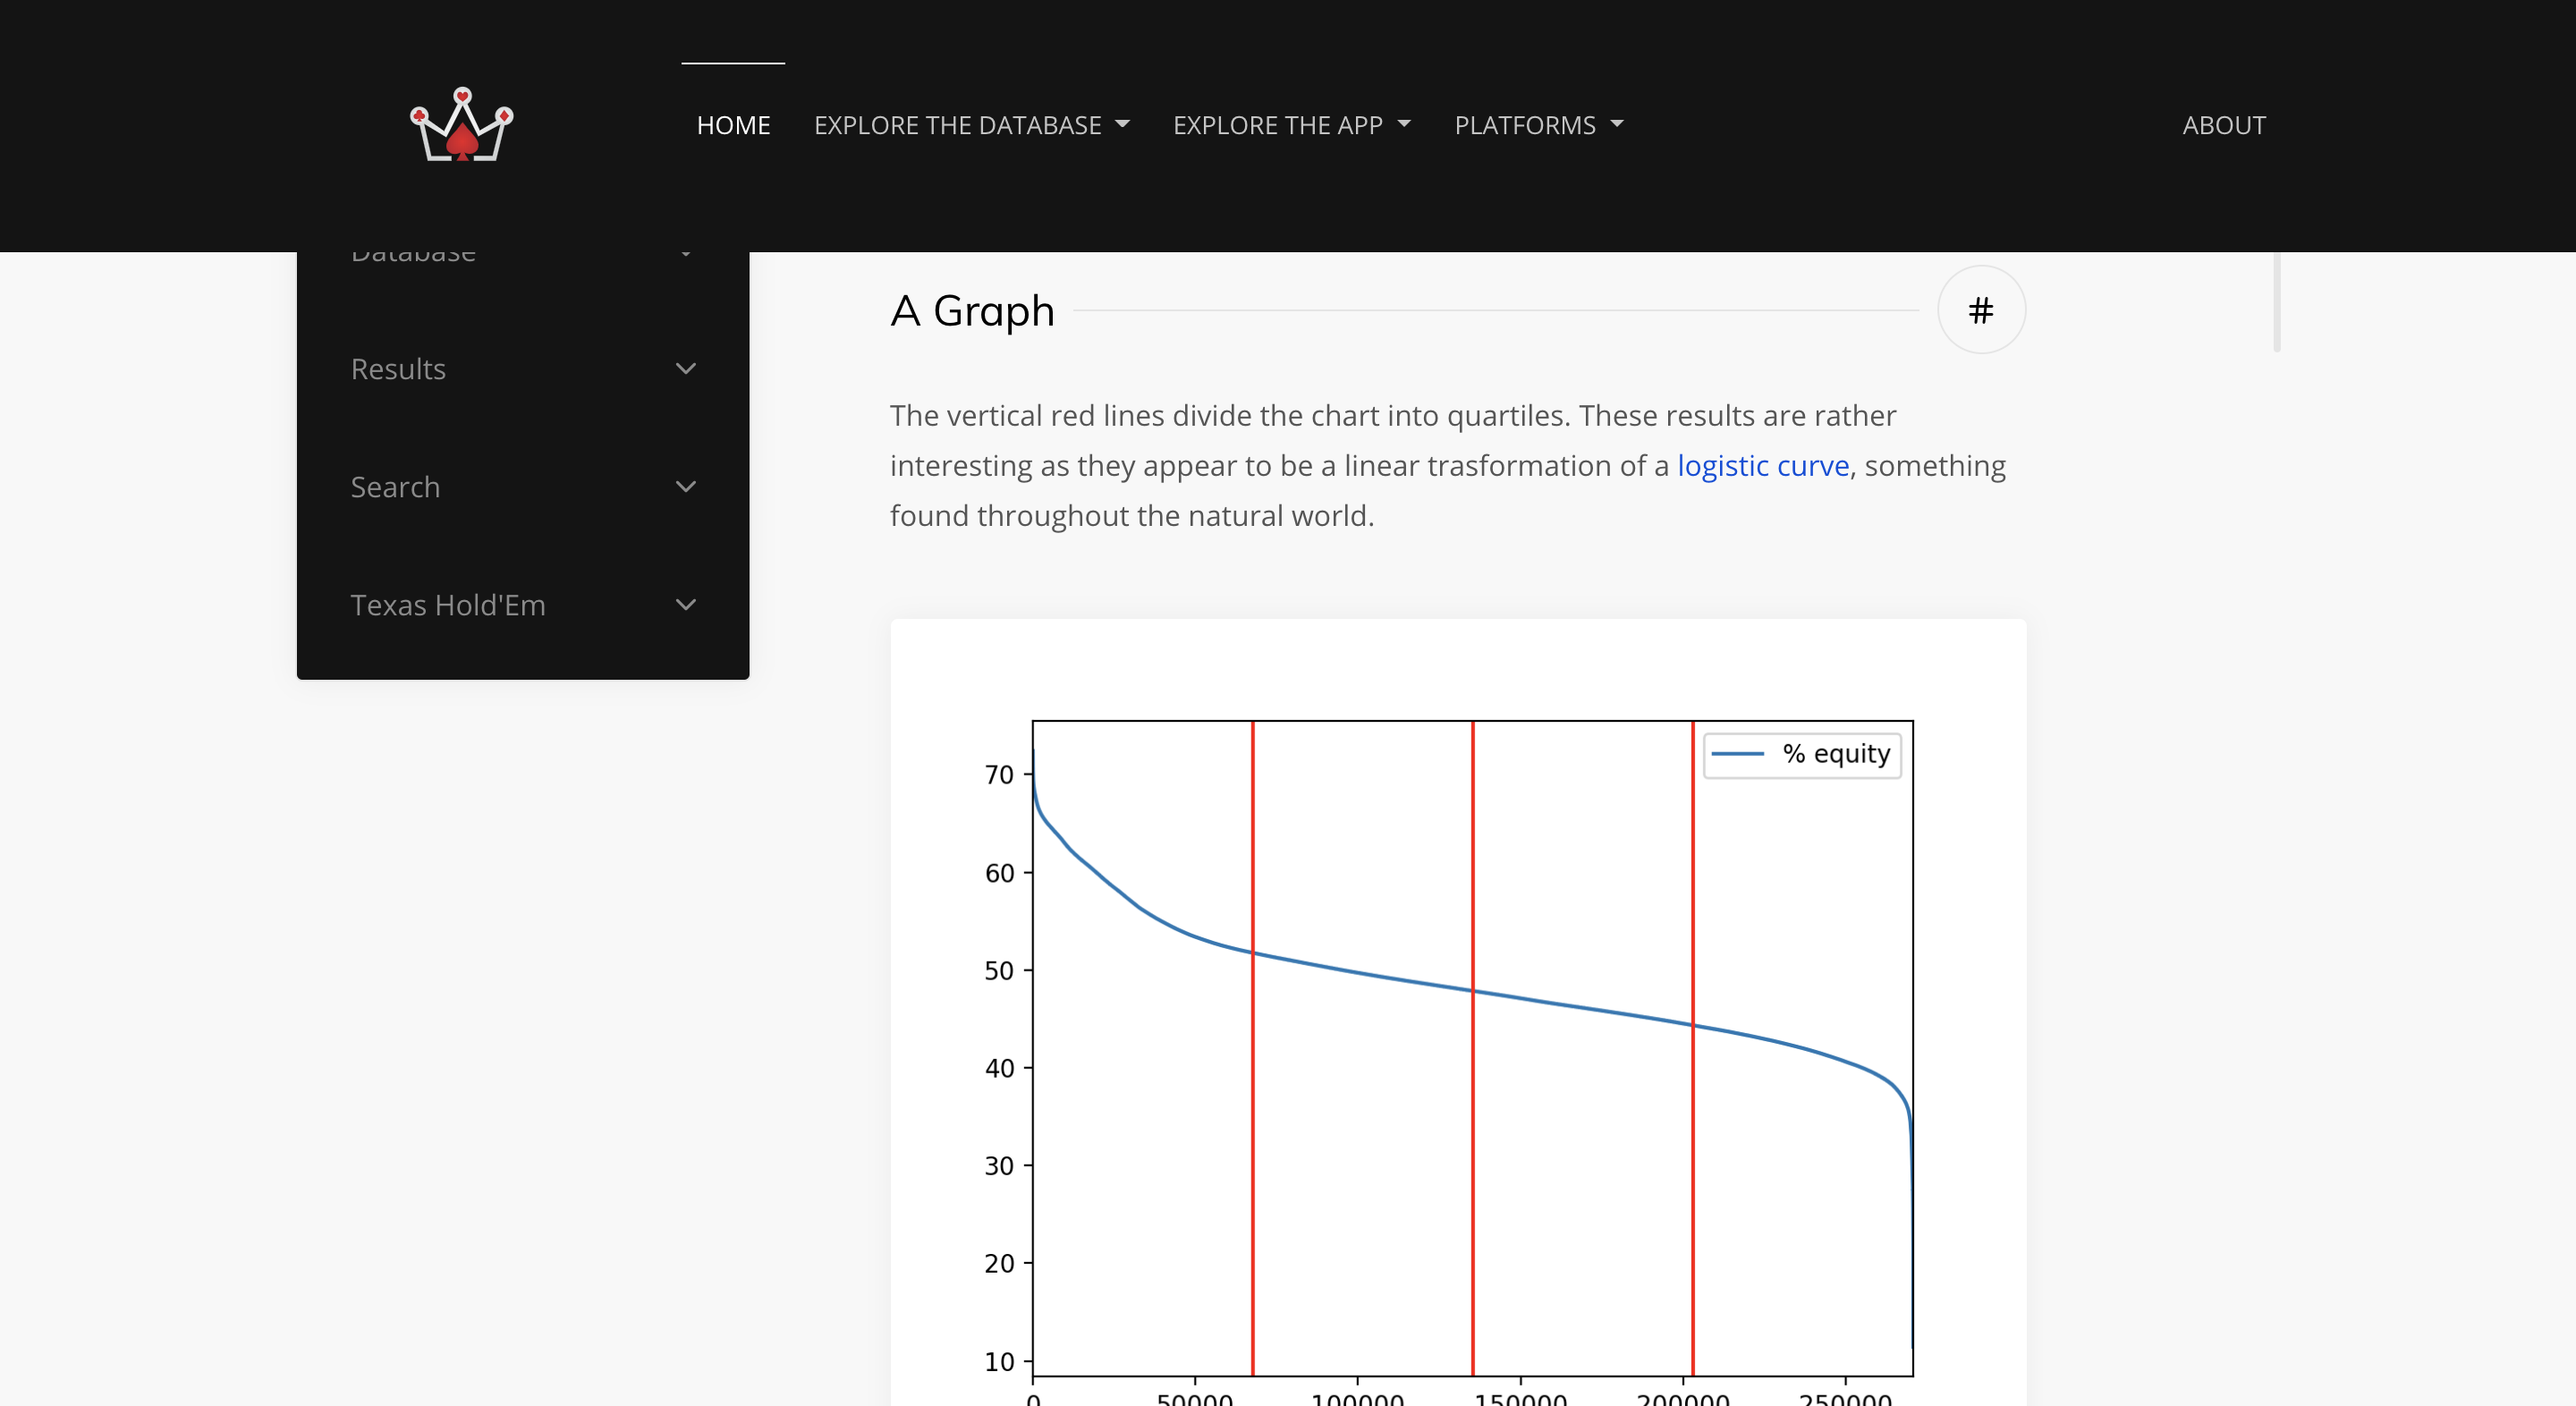 HOME
EXPLORE THE DATABASE
EXPLORE THE APP
PLATFORMS
ABOUT
Database
Results
Search
Texas Hold'Em
A Graph
#
The vertical red lines divide the chart into quartiles. These results are rather
interesting as they appear to be a linear trasformation of a logistic curve, something
found throughout the natural world.
% equity
70
60
50
40
30
20
10
0
50000
100000
150000
200000
250000